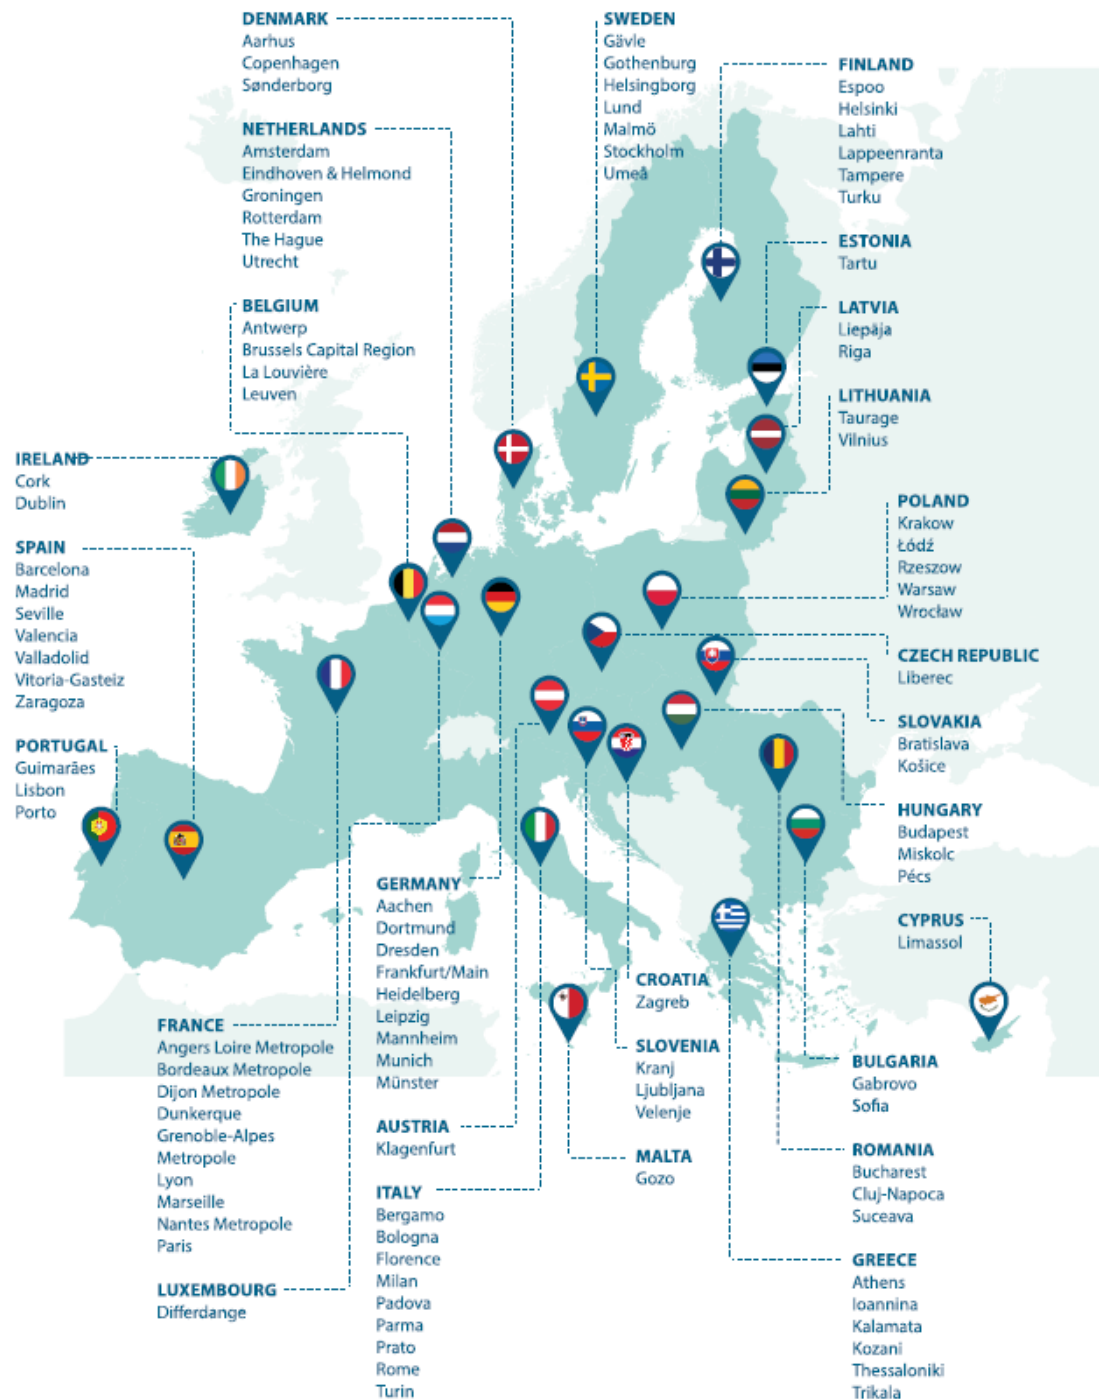 DENMARK
Aarhus
Copenhagen
Sønderborg
NETHERLANDS
Amsterdam
Eindhoven & Helmond
Groningen
Rotterdam
The Hague
Utrecht
BELGIUM
Antwerp
Brussels Capital Region
La Louvière
Leuven
IRELAND
Cork
Dublin
SPAIN
Barcelona
Madrid
Seville
Valencia
Valladolid
Vitoria-Gasteiz
Zaragoza
PORTUGAL
Guimarães
Lisbon
Porto
SWEDEN
Gävle
Gothenburg
Helsingborg
Lund
Malmö
Stockholm
Umeå
FINLAND
Espoo
Helsinki
Lahti
Lappeenranta
Tampere
Turku
ESTONIA
Tartu
LATVIA
Liepāja
Riga
LITHUANIA
Taurage
Vilnius
POLAND
Krakow
Łódź
Rzeszow
Warsaw
Wrocław
CZECH REPUBLIC
Liberec
SLOVAKIA
Bratislava
Košice
HUNGARY
Budapest
Miskolc
Pécs
CYPRUS
Limassol
FRANCE
Angers Loire Metropole
Bordeaux Metropole
Dijon Metropole
Dunkerque
Grenoble-Alpes
Metropole
Lyon
Marseille
Nantes Metropole
Paris
LUXEMBOURG
Differdange
GERMANY
Aachen
Dortmund
Dresden
Frankfurt/Main
Heidelberg
Leipzig
Mannheim
Munich
Münster
AUSTRIA
Klagenfurt
ITALY
Bergamo
Bologna
Florence
Milan
Padova
Parma
Prato
Rome
Turin
CROATIA
Zagreb
SLOVENIA
Kranj
Ljubljana
Velenje
MALTA
Gozo
BULGARIA
Gabrovo
Sofia
ROMANIA
Bucharest
Cluj-Napoca
Suceava
GREECE
Athens
Ioannina
Kalamata
Kozani
Thessaloniki
Trikala